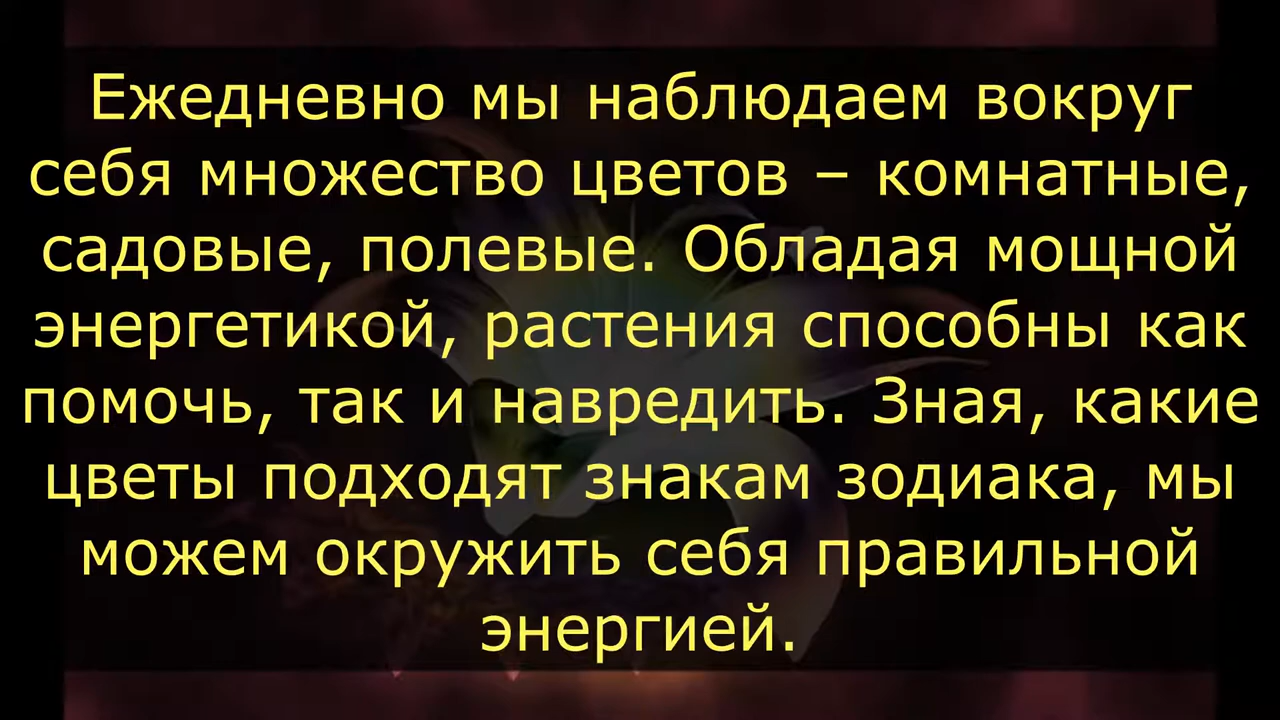 Ежедневно мы наблюдаем вокруг
себя множество цветов – комнатные,
садовые, полевые. Обладая мощной
энергетикой, растения способны как
помочь, так и навредить. Зная, какие
цветы подходят знакам зодиака, мы
можем окружить себя правильной
энергией.